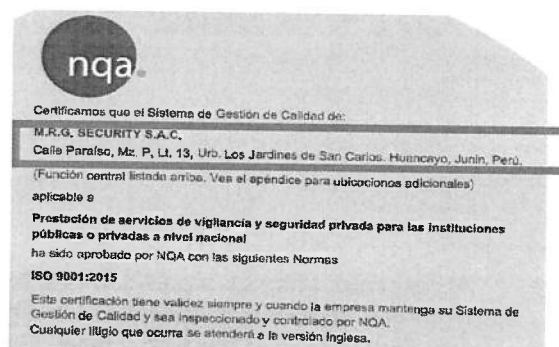 nqa.
Certificamos que el Sistema de Gestión de Calidad de:
M.R.G. SECURITY S.A.C.
Calle Paraíso, Mz. P, Lt. 13, Urb. Los Jardines de San Carlos. Huancayo, Junín, Perú.
(Función central listada arriba. Vea el apéndice para ubicaciones adicionales)
aplicable a
Prestación de servicios de vigilancia y seguridad privada para las instituciones
públicas o privadas a nivel nacional
ha sido aprobado por NQA con las siguientes Normas
ISO 9001:2015
Esta certificación tiene validez siempre y cuando la empresa mantenga su Sistema de
Gestión de Calidad y sea inspeccionado y controlado por NQA.
Cualquier litigio que ocurra se atenderá a la versión inglesa.